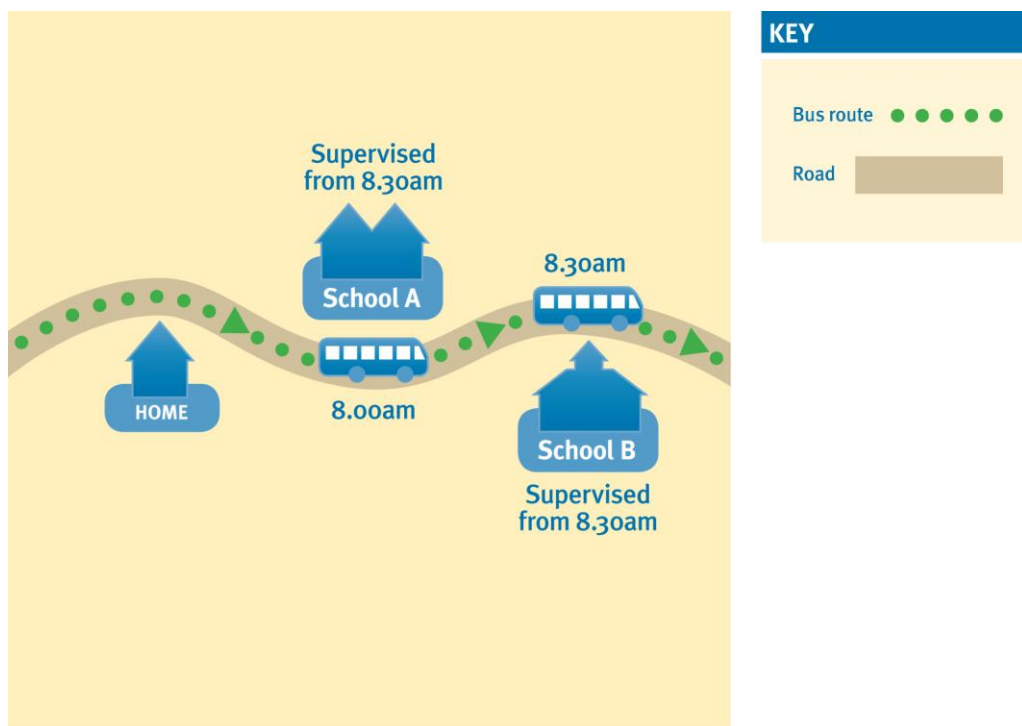 KEY
Bus route
Road
Supervised
from 8.30am
School A
8.30am
HOME
8.00am
School B
Supervised
from 8.30am